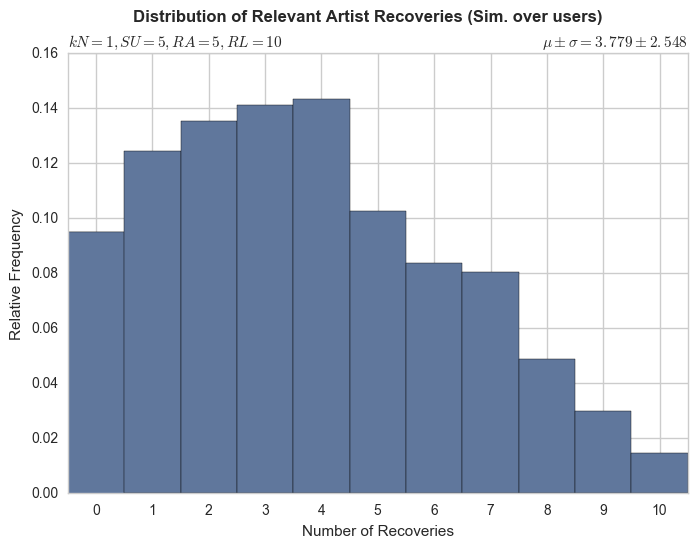 Distribution of Relevant Artist Recoveries (Sim. over users)
kN = 1, SU = 5, RA = 5, RL = 10
μ ± σ = 3.779 ± 2.548
0.16
0.14
0.12
0.10
0.08
0.06
0.04
0.02
0.00
Relative Frequency
0 1 2 3 4 5 6 7 8 9 10
Number of Recoveries